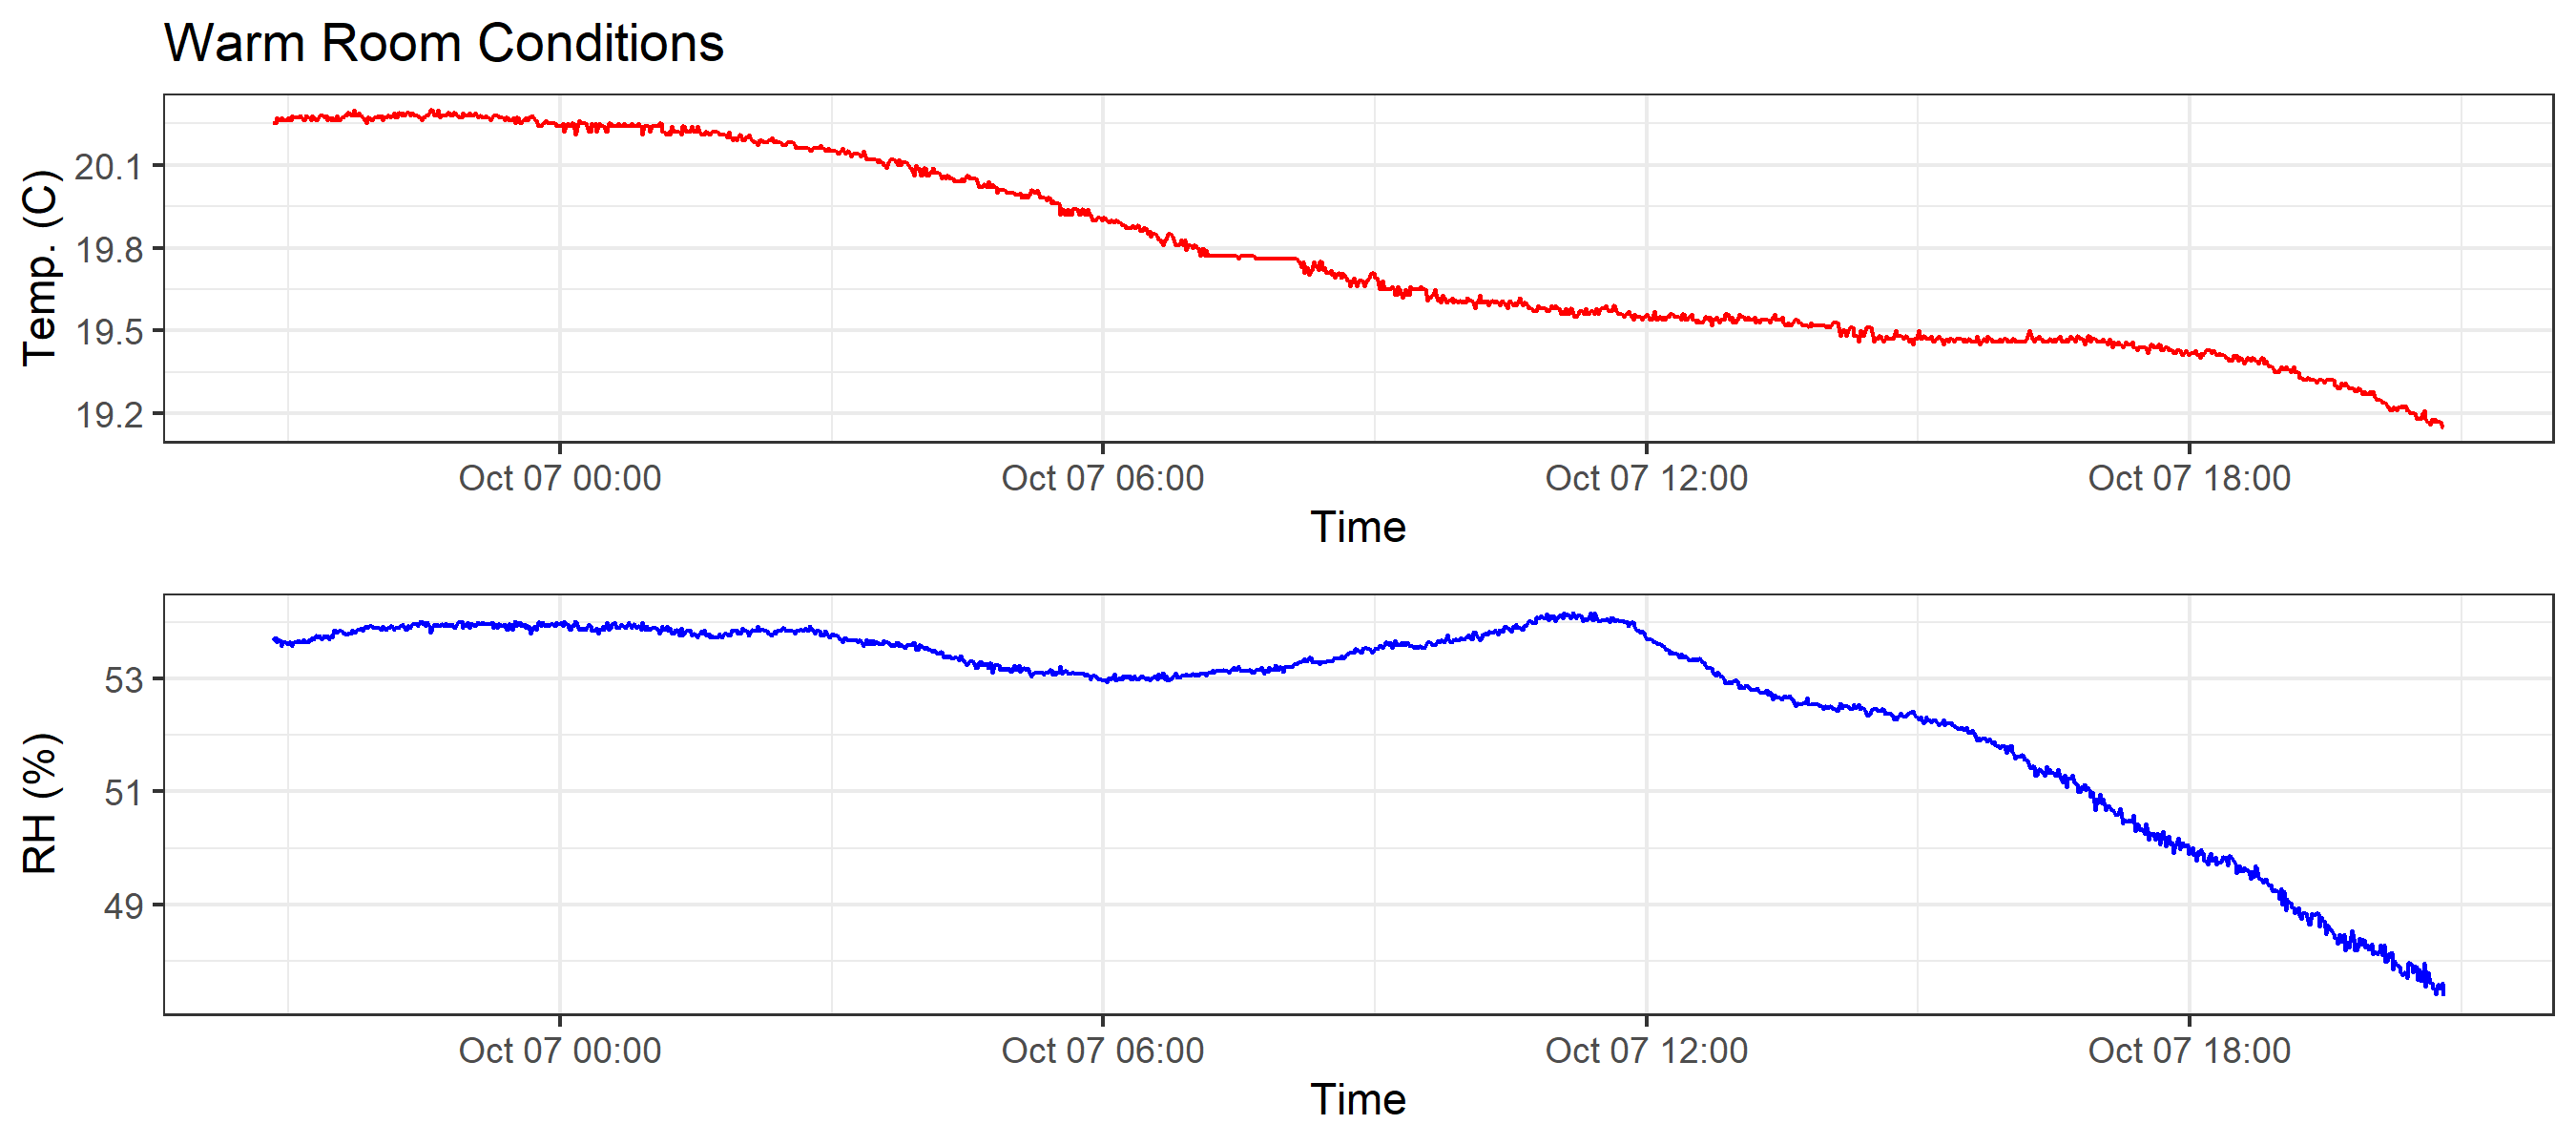 Warm Room Conditions
Temp. (C)
20.1
19.8
19.5
19.2
Oct 07 00:00 Oct 07 06:00 Oct 07 12:00 Oct 07 18:00
Time
RH (%)
53
51
49
Oct 07 00:00 Oct 07 06:00 Oct 07 12:00 Oct 07 18:00
Time